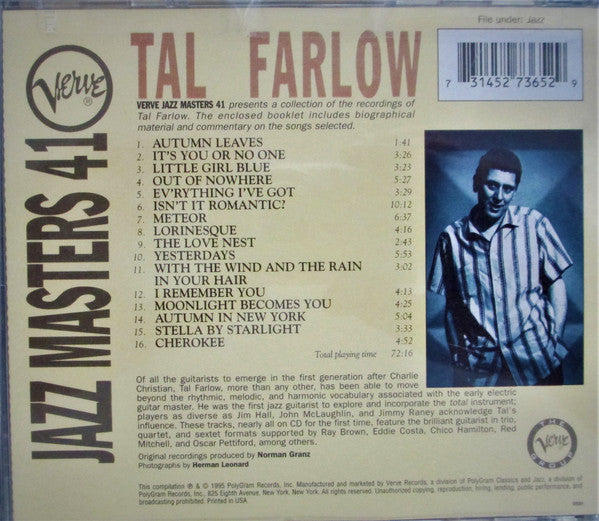 File under: Jazz
TAL FARLOW
7 31452 73652 9
Verve®
JAZZ MASTERS 41
VERVE JAZZ MASTERS 41 presents a collection of the recordings of
Tal Farlow. The enclosed booklet includes biographical
material and commentary on the songs selected.
1. AUTUMN LEAVES 1:41
2. IT'S YOU OR NO ONE 3:26
3. LITTLE GIRL BLUE 3:23
4. OUT OF NOWHERE 5:27
5. EV'RYTHING I'VE GOT 3:29
6. ISN'T IT ROMANTIC? 10:12
7. METEOR 6:37
8. LORINESQUE 4:16
9. THE LOVE NEST 2:43
10. YESTERDAYS 5:53
11. WITH THE WIND AND THE RAIN 3:02
IN YOUR HAIR
12. I REMEMBER YOU 4:13
13. MOONLIGHT BECOMES YOU 4:25
14. AUTUMN IN NEW YORK 5:04
15. STELLA BY STARLIGHT 3:33
16. CHEROKEE 4:52
Total playing time 72:16
Of all the guitarists to emerge in the first generation after Charlie
Christian, Tal Farlow, more than any other, has been able to move
beyond the rhythmic, melodic, and harmonic vocabulary associated with the early electric
guitar master. He was the first jazz guitarist to explore and incorporate the total instrument;
players as diverse as Jim Hall, John McLaughlin, and Jimmy Raney acknowledge Tal's
influence. These tracks, nearly all on CD for the first time, feature the brilliant guitarist in trio,
quartet, and sextet formats supported by Ray Brown, Eddie Costa, Chico Hamilton, Red
Mitchell, and Oscar Pettiford, among others.
Original recordings produced by Norman Granz
Photographs by Herman Leonard
THE Verve GROUP
This compilation ℗ & © 1995 PolyGram Records, Inc. Manufactured and marketed by Verve Records, a division of PolyGram Classics and Jazz, a division of
PolyGram Records, Inc., 825 Eighth Avenue, New York, New York. All rights reserved. Unauthorized copying, reproduction, hiring, lending, public performance, and
broadcasting prohibited. Printed in USA